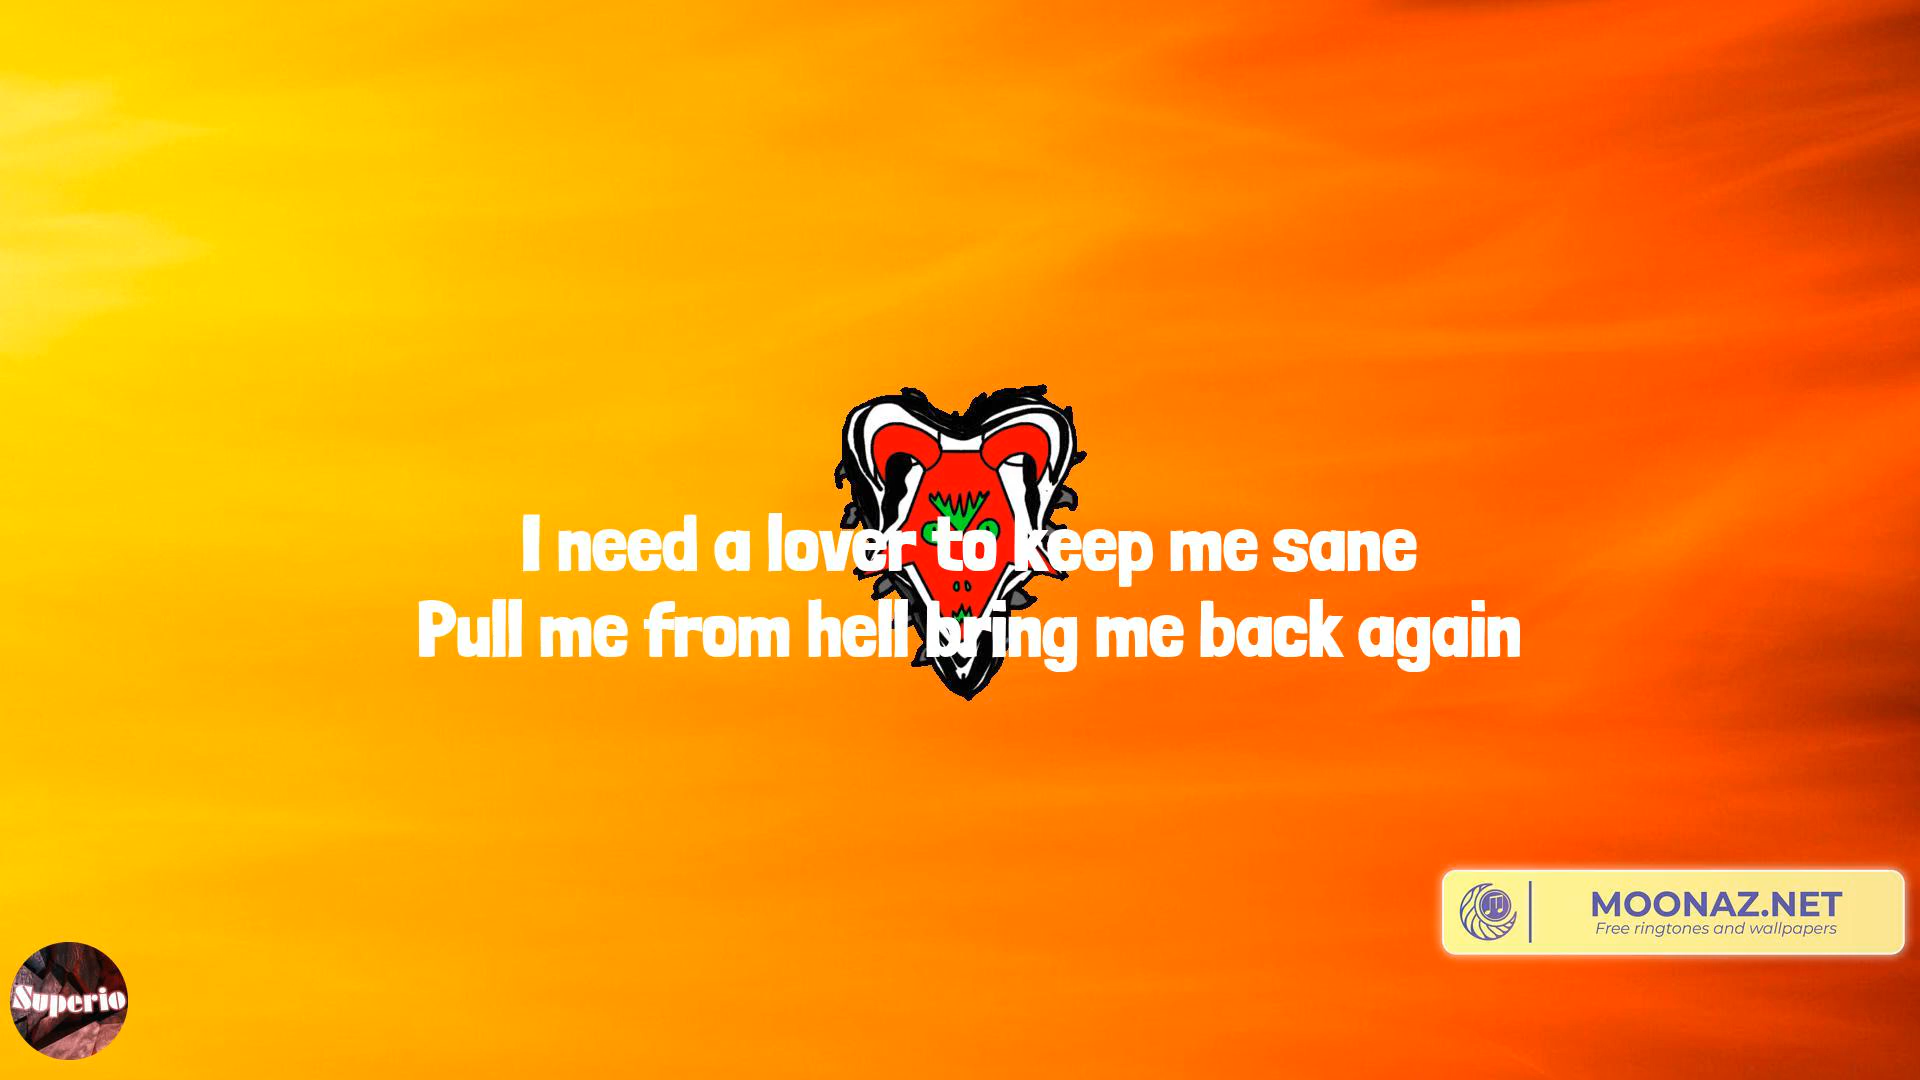 I need a lover to keep me sane
Pull me from hell bring me back again
MOONAZ.NET
Free ringtones and wallpapers
Superio